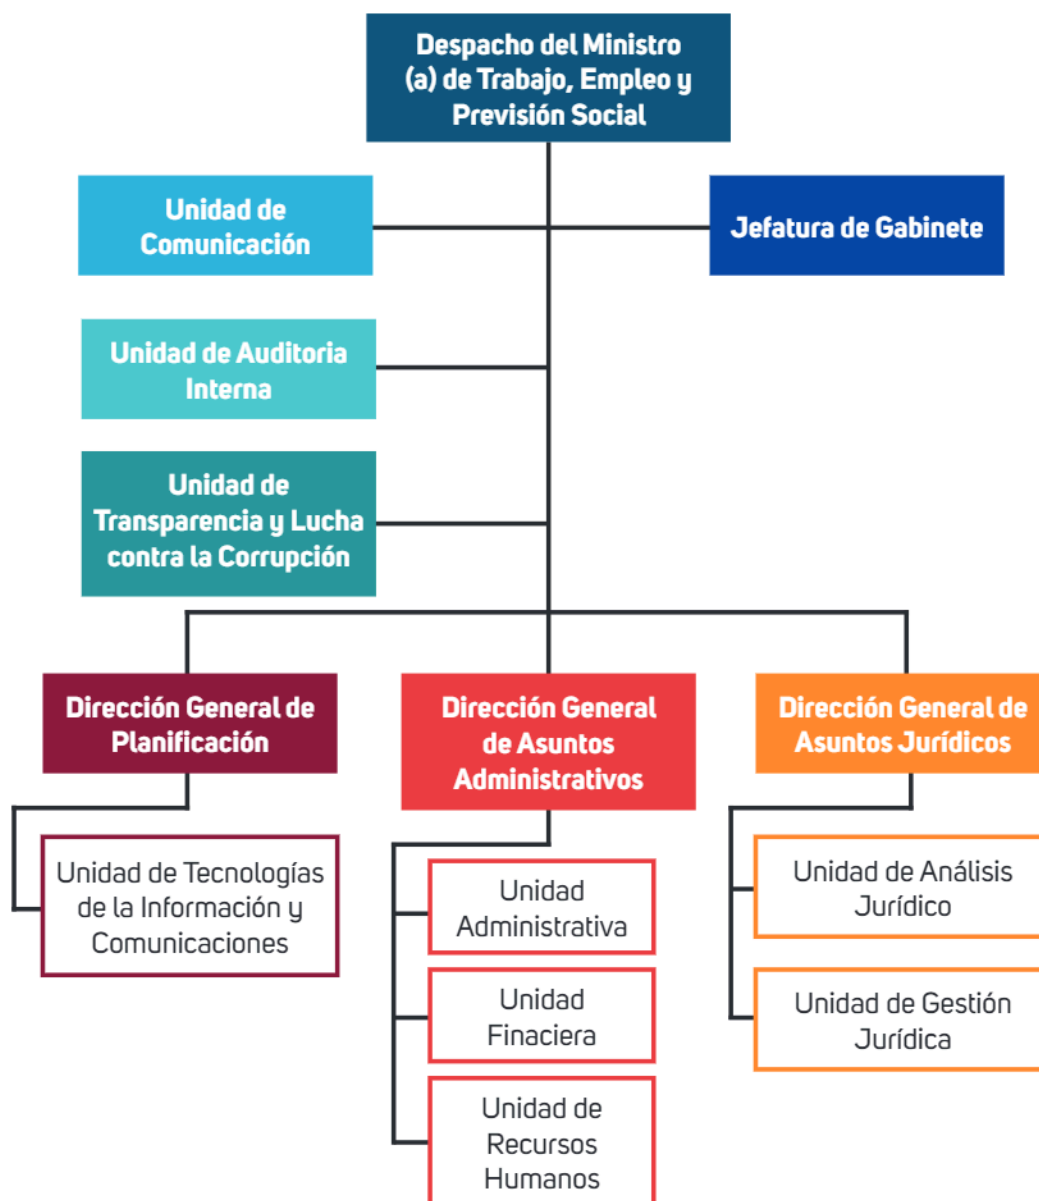 Despacho del Ministro
(a) de Trabajo, Empleo y
Previsión Social
Unidad de
Comunicación
Jefatura de Gabinete
Unidad de Auditoria
Interna
Unidad de
Transparencia y Lucha
contra la Corrupción
Dirección General de
Planificación
Dirección General
de Asuntos
Administrativos
Dirección General de
Asuntos Jurídicos
Unidad de Tecnologías
de la Información y
Comunicaciones
Unidad
Administrativa
Unidad
Finaciera
Unidad de
Recursos
Humanos
Unidad de Análisis
Jurídico
Unidad de Gestión
Jurídica